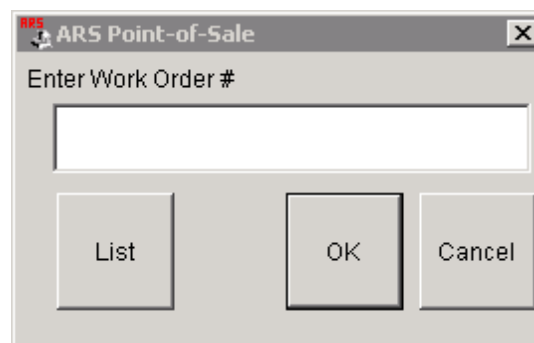 ARS
ARS Point-of-Sale
Enter Work Order #
List
OK
Cancel